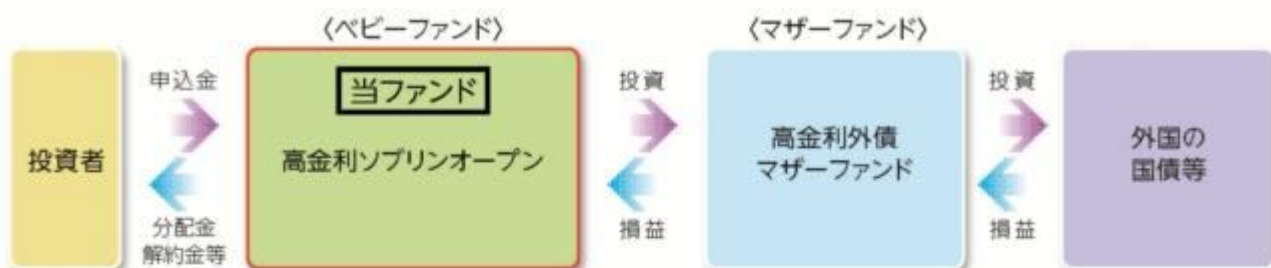 〈ベビーファンド〉
〈マザーファンド〉
投資者
申込金
分配金
解約金等
当ファンド
高金利ソブリンオープン
投資
損益
高金利外債
マザーファンド
投資
損益
外国の
国債等